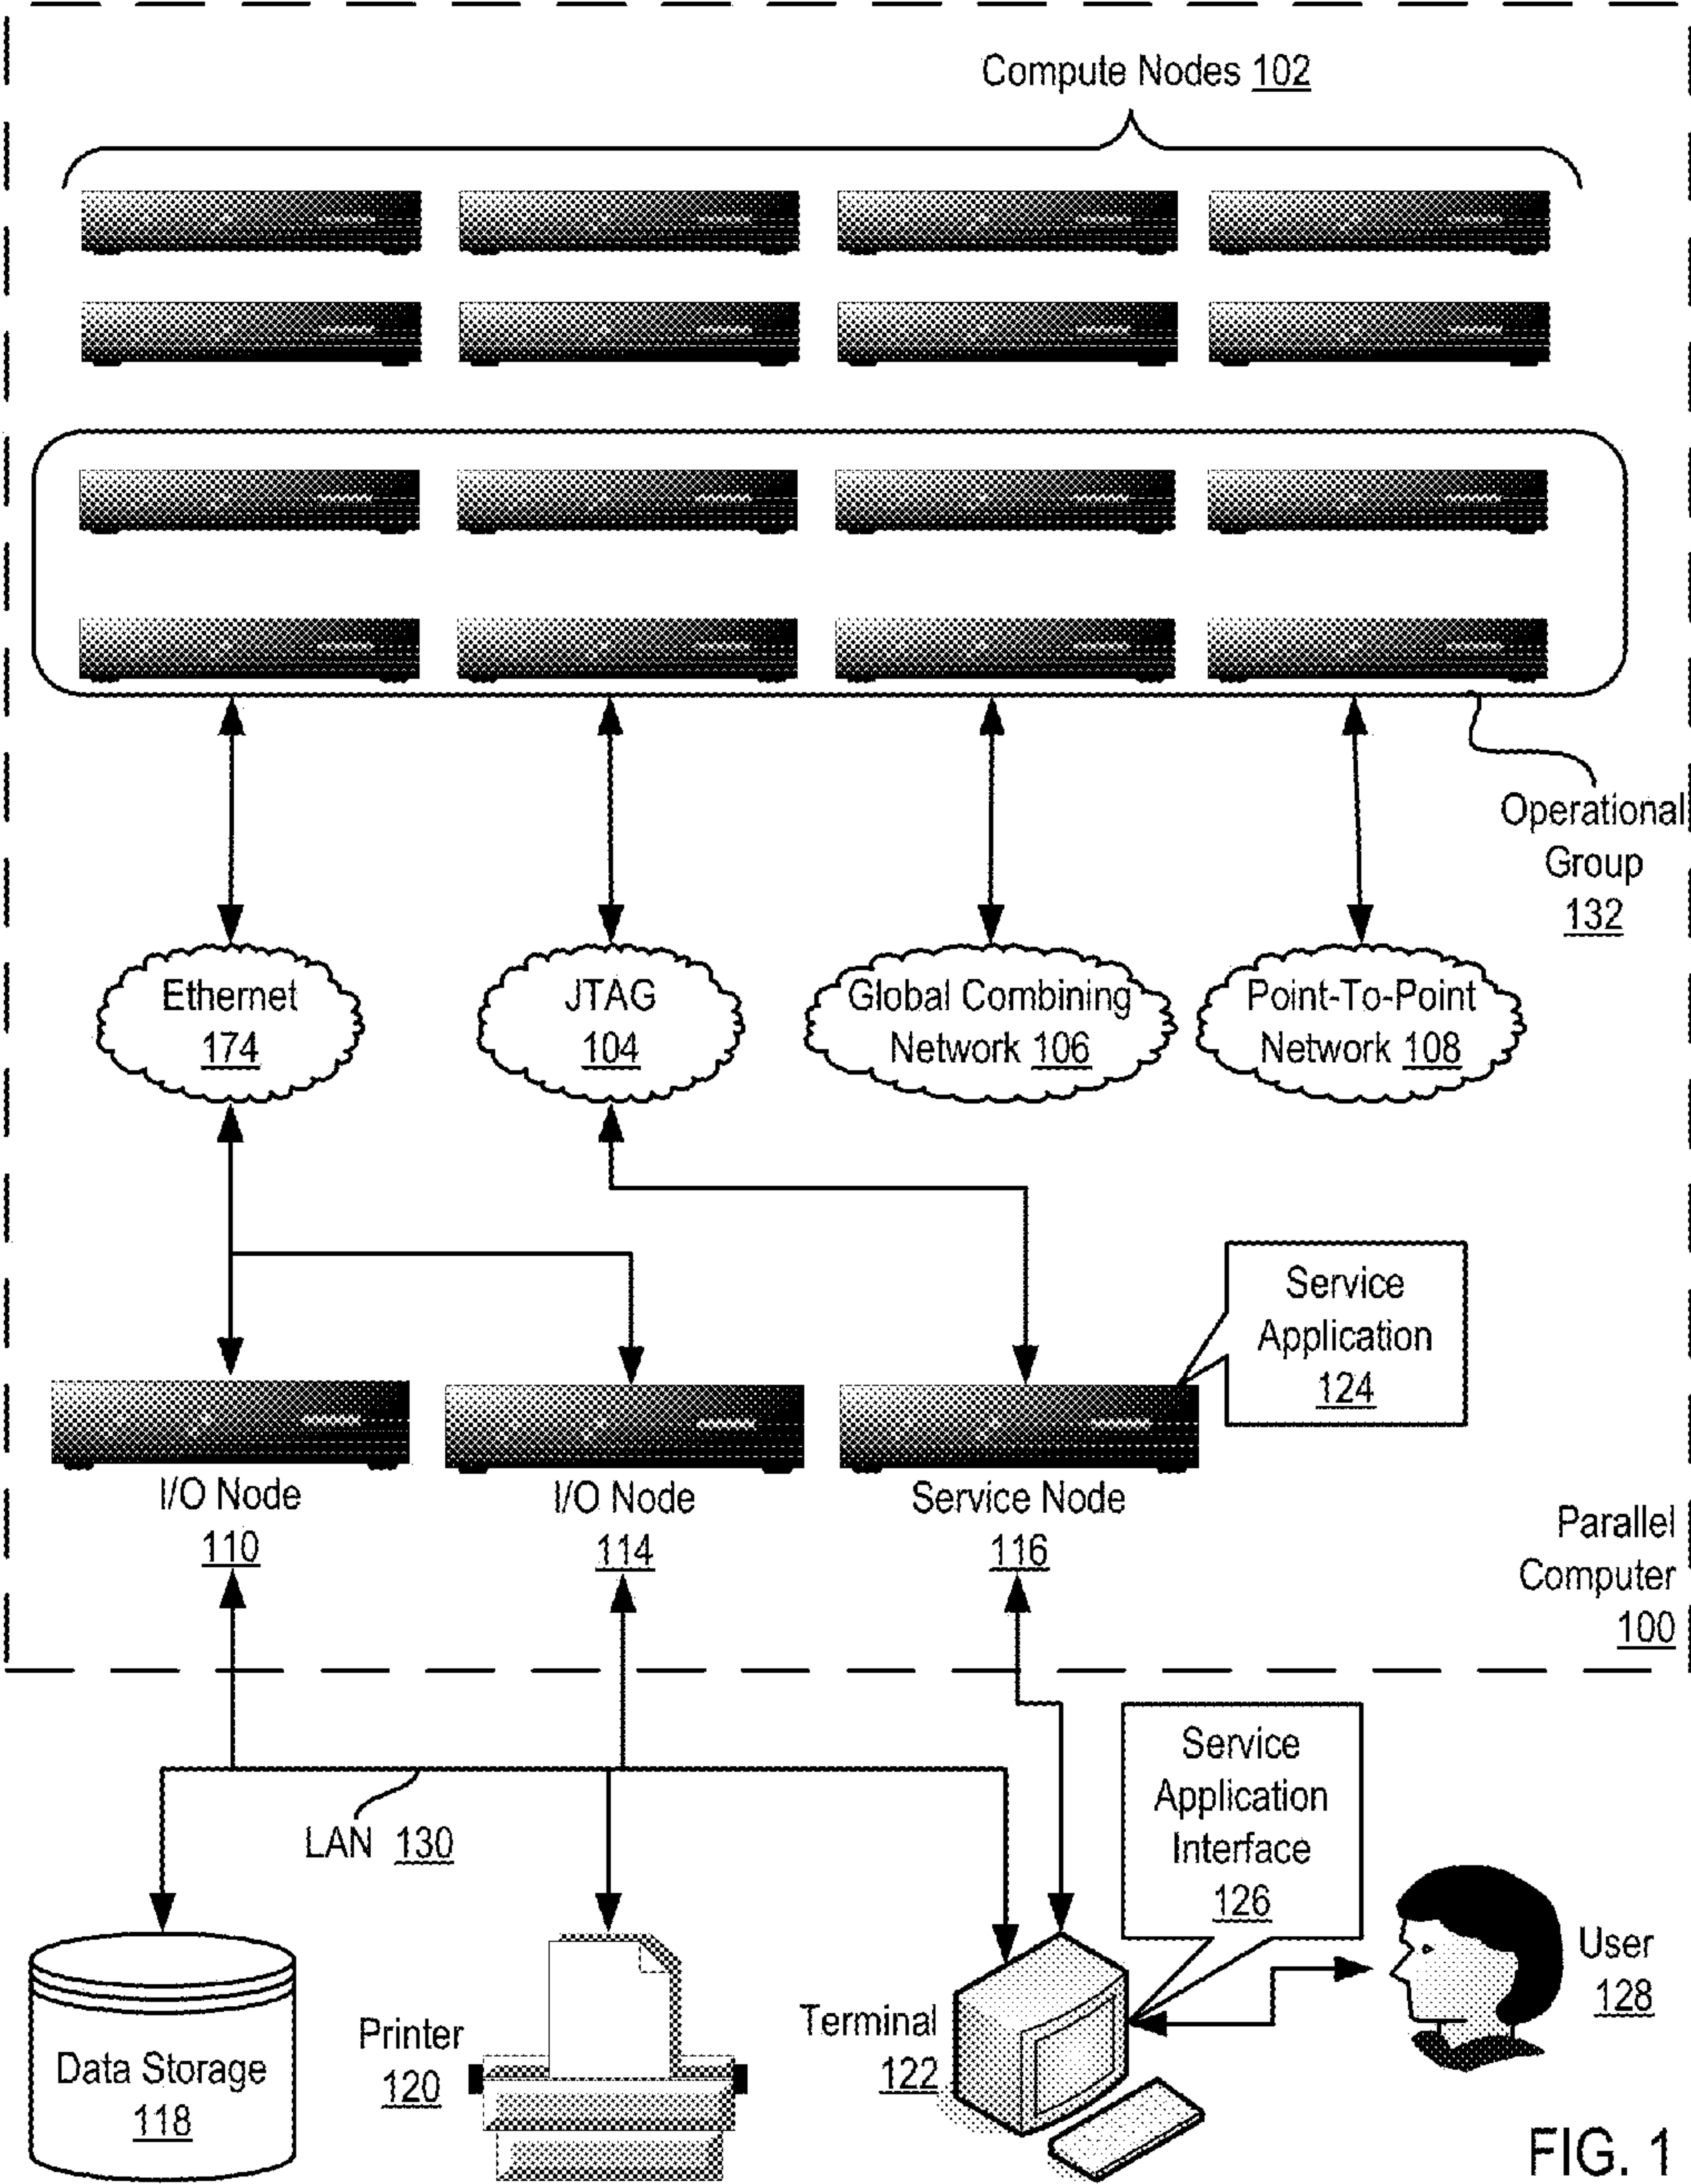 Compute Nodes 102
Operational
Group
132
Ethernet
174
JTAG
104
Global Combining
Network 106
Point-To-Point
Network 108
Service
Application
124
I/O Node
110
I/O Node
114
Service Node
116
Parallel
Computer
100
Service
Application
Interface
126
LAN 130
User
128
Data Storage
118
Printer
120
Terminal
122
FIG. 1